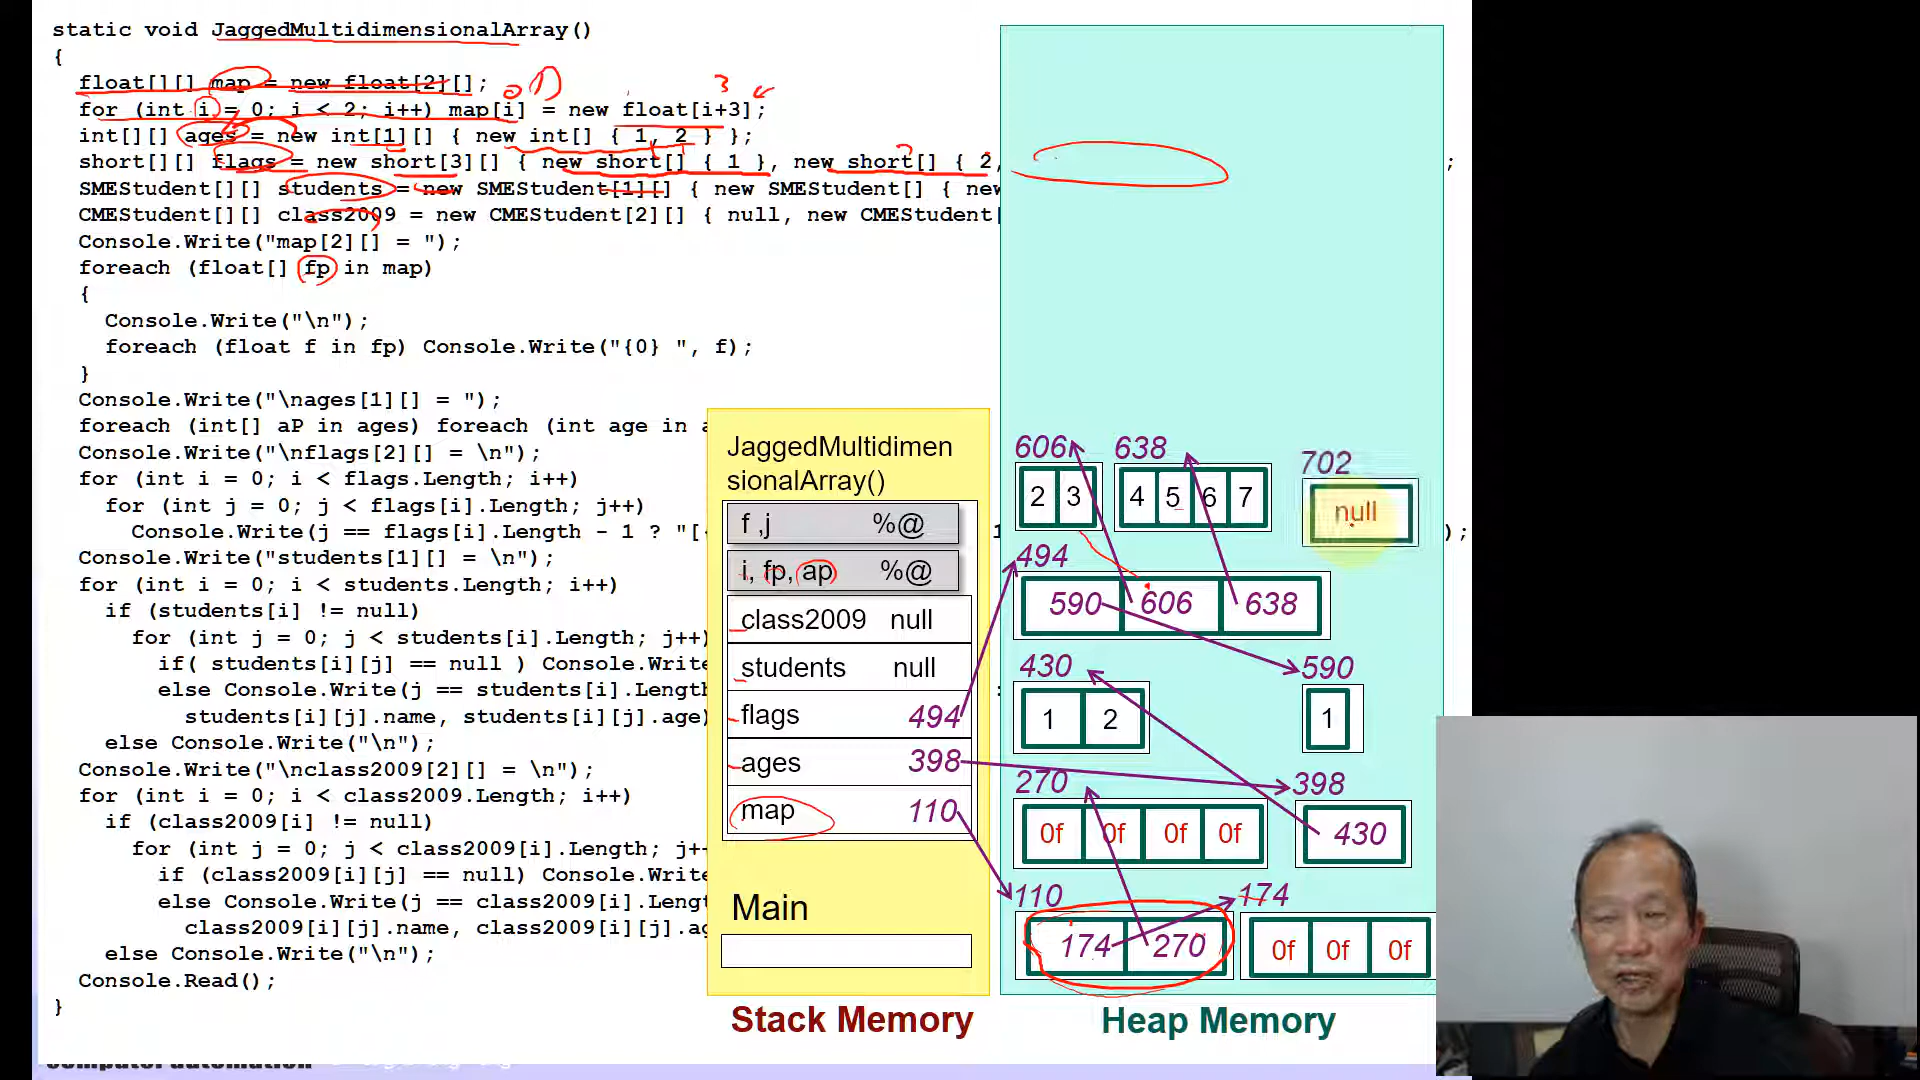 static void JaggedMultidimensionalArray()
{
float[][] map = new float[2][];
for (int i = 0; i < 2; i++) map[i] = new float[i+3];
int[][] ages = new int[1][] { new int[] { 1, 2 } };
short[][] flags = new short[3][] { new short[] { 1 }, new short[] { 2,
;
SMEStudent[][] students = new SMEStudent[1][] { new SMEStudent[] { new
CMEStudent[][] class2009 = new CMEStudent[2][] { null, new CMEStudent[
Console.Write("map[2][] = ");
foreach (float[] fp in map)
{
Console.Write("\n");
foreach (float f in fp) Console.Write("{0} ", f);
}
Console.Write("\nages[1][] = ");
foreach (int[] aP in ages) foreach (int age in a
Console.Write("\nflags[2][] = \n");
for (int i = 0; i < flags.Length; i++)
for (int j = 0; j < flags[i].Length; j++)
Console.Write(j == flags[i].Length - 1 ? "[
);
Console.Write("students[1][] = \n");
for (int i = 0; i < students.Length; i++)
if (students[i] != null)
for (int j = 0; j < students[i].Length; j++)
if( students[i][j] == null ) Console.Write
else Console.Write(j == students[i].Length
:
students[i][j].name, students[i][j].age)
else Console.Write("\n");
Console.Write("\nclass2009[2][] = \n");
for (int i = 0; i < class2009.Length; i++)
if (class2009[i] != null)
for (int j = 0; j < class2009[i].Length; j+
if (class2009[i][j] == null) Console.Write
else Console.Write(j == class2009[i].Leng
class2009[i][j].name, class2009[i][j].ag
else Console.Write("\n");
Console.Read();
}
0 1)
3
JaggedMultidimen
sionalArray()
f ,j %@
i, fp, ap %@
class2009 null
students null
flags 494
ages 398
map 110
Main
Stack Memory
606 638 702
2 3 4 5 6 7 null
494
590 606 638
430 590
1 2 1
270 398
0f 0f 0f 0f 430
110 174
174 270 0f 0f 0f
Heap Memory
computer automation